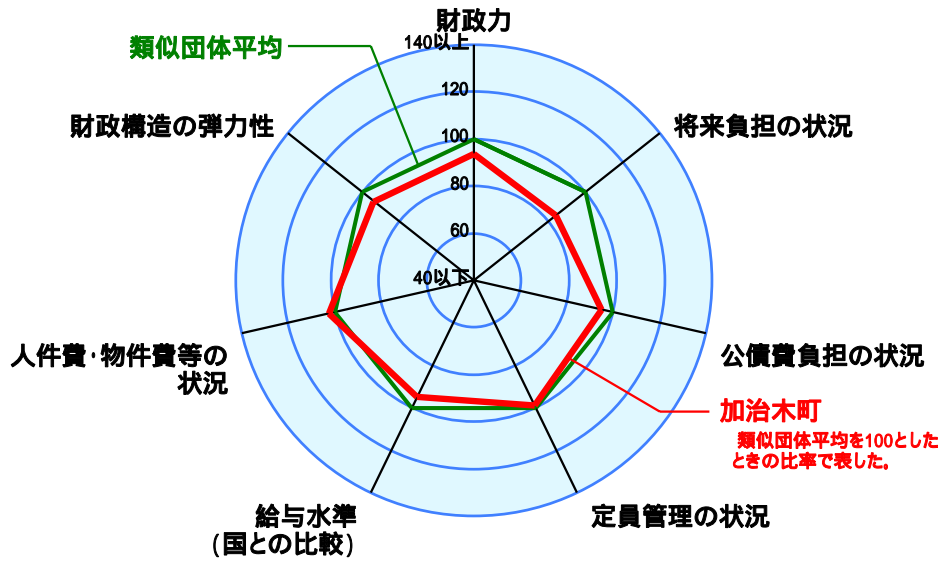 財政力
類似団体平均
140以上
120
100
80
60
40以下
財政構造の弾力性
将来負担の状況
人件費・物件費等の
状況
公債費負担の状況
加治木町
類似団体平均を100とした
ときの比率で表した。
給与水準
(国との比較)
定員管理の状況